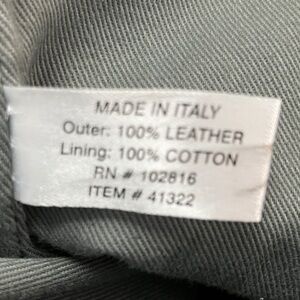 MADE IN ITALY
Outer: 100% LEATHER
Lining: 100% COTTON
RN # 102816
ITEM # 41322